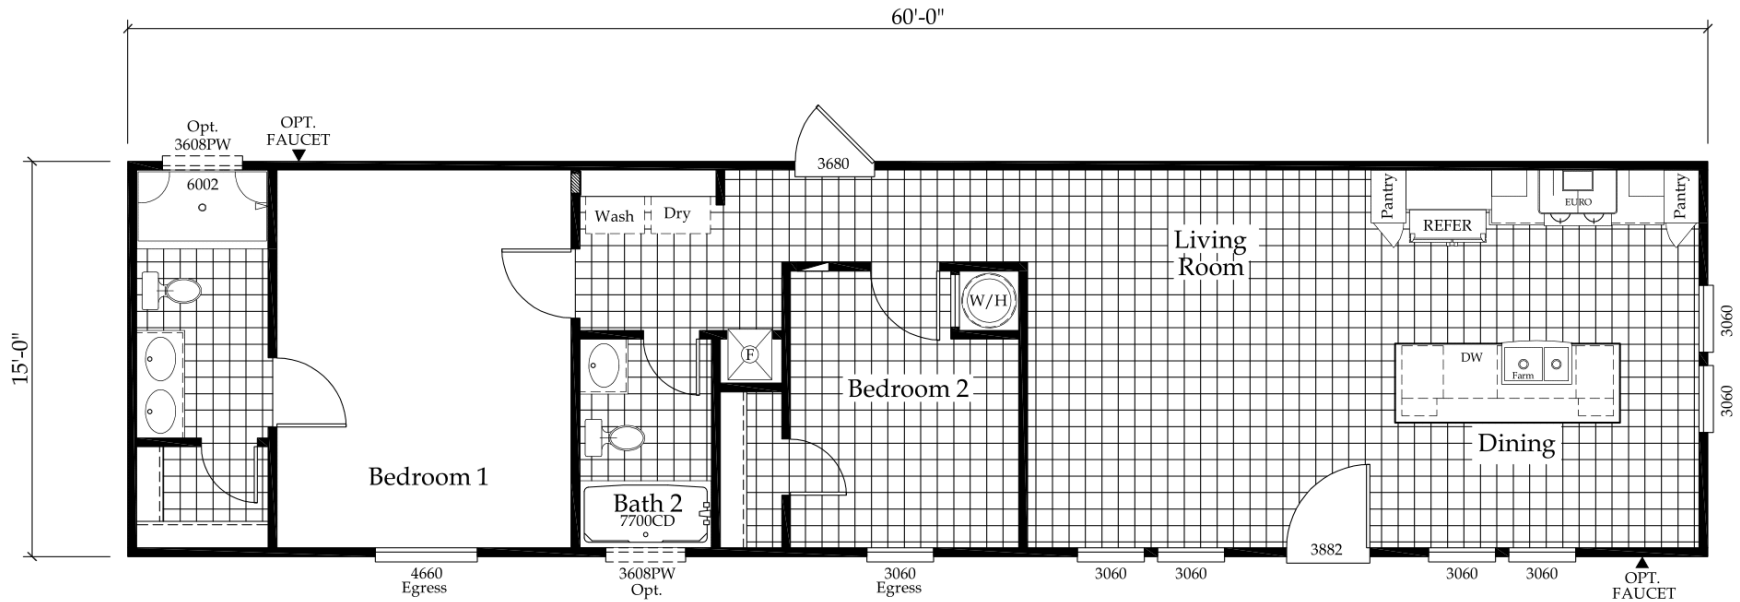 60'-0"
Opt.
3608PW
OPT.
FAUCET
15'-0"
6002
3680
Wash
Dry
Pantry
REFER
EURO
Pantry
Living
Room
W/H
3060
F
DW
Farm
Bedroom 2
3060
Dining
Bedroom 1
Bath 2
7700CD
3882
4660
Egress
3608PW
Opt.
3060
Egress
3060
3060
3060
3060
OPT.
FAUCET